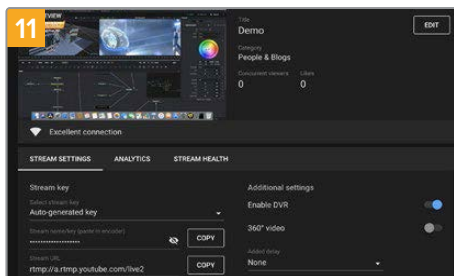 11
Title
Demo
EDIT
Category
People & Blogs
Concurrent viewers Likes
0 0
Excellent connection
STREAM SETTINGS ANALYTICS STREAM HEALTH
Stream key Additional settings
Select stream key
Auto-generated key
Enable DVR
Stream name/key (paste in encoder)
COPY
360° video
Added delay
None
Stream URL
rtmp://a.rtmp.youtube.com/live2
COPY